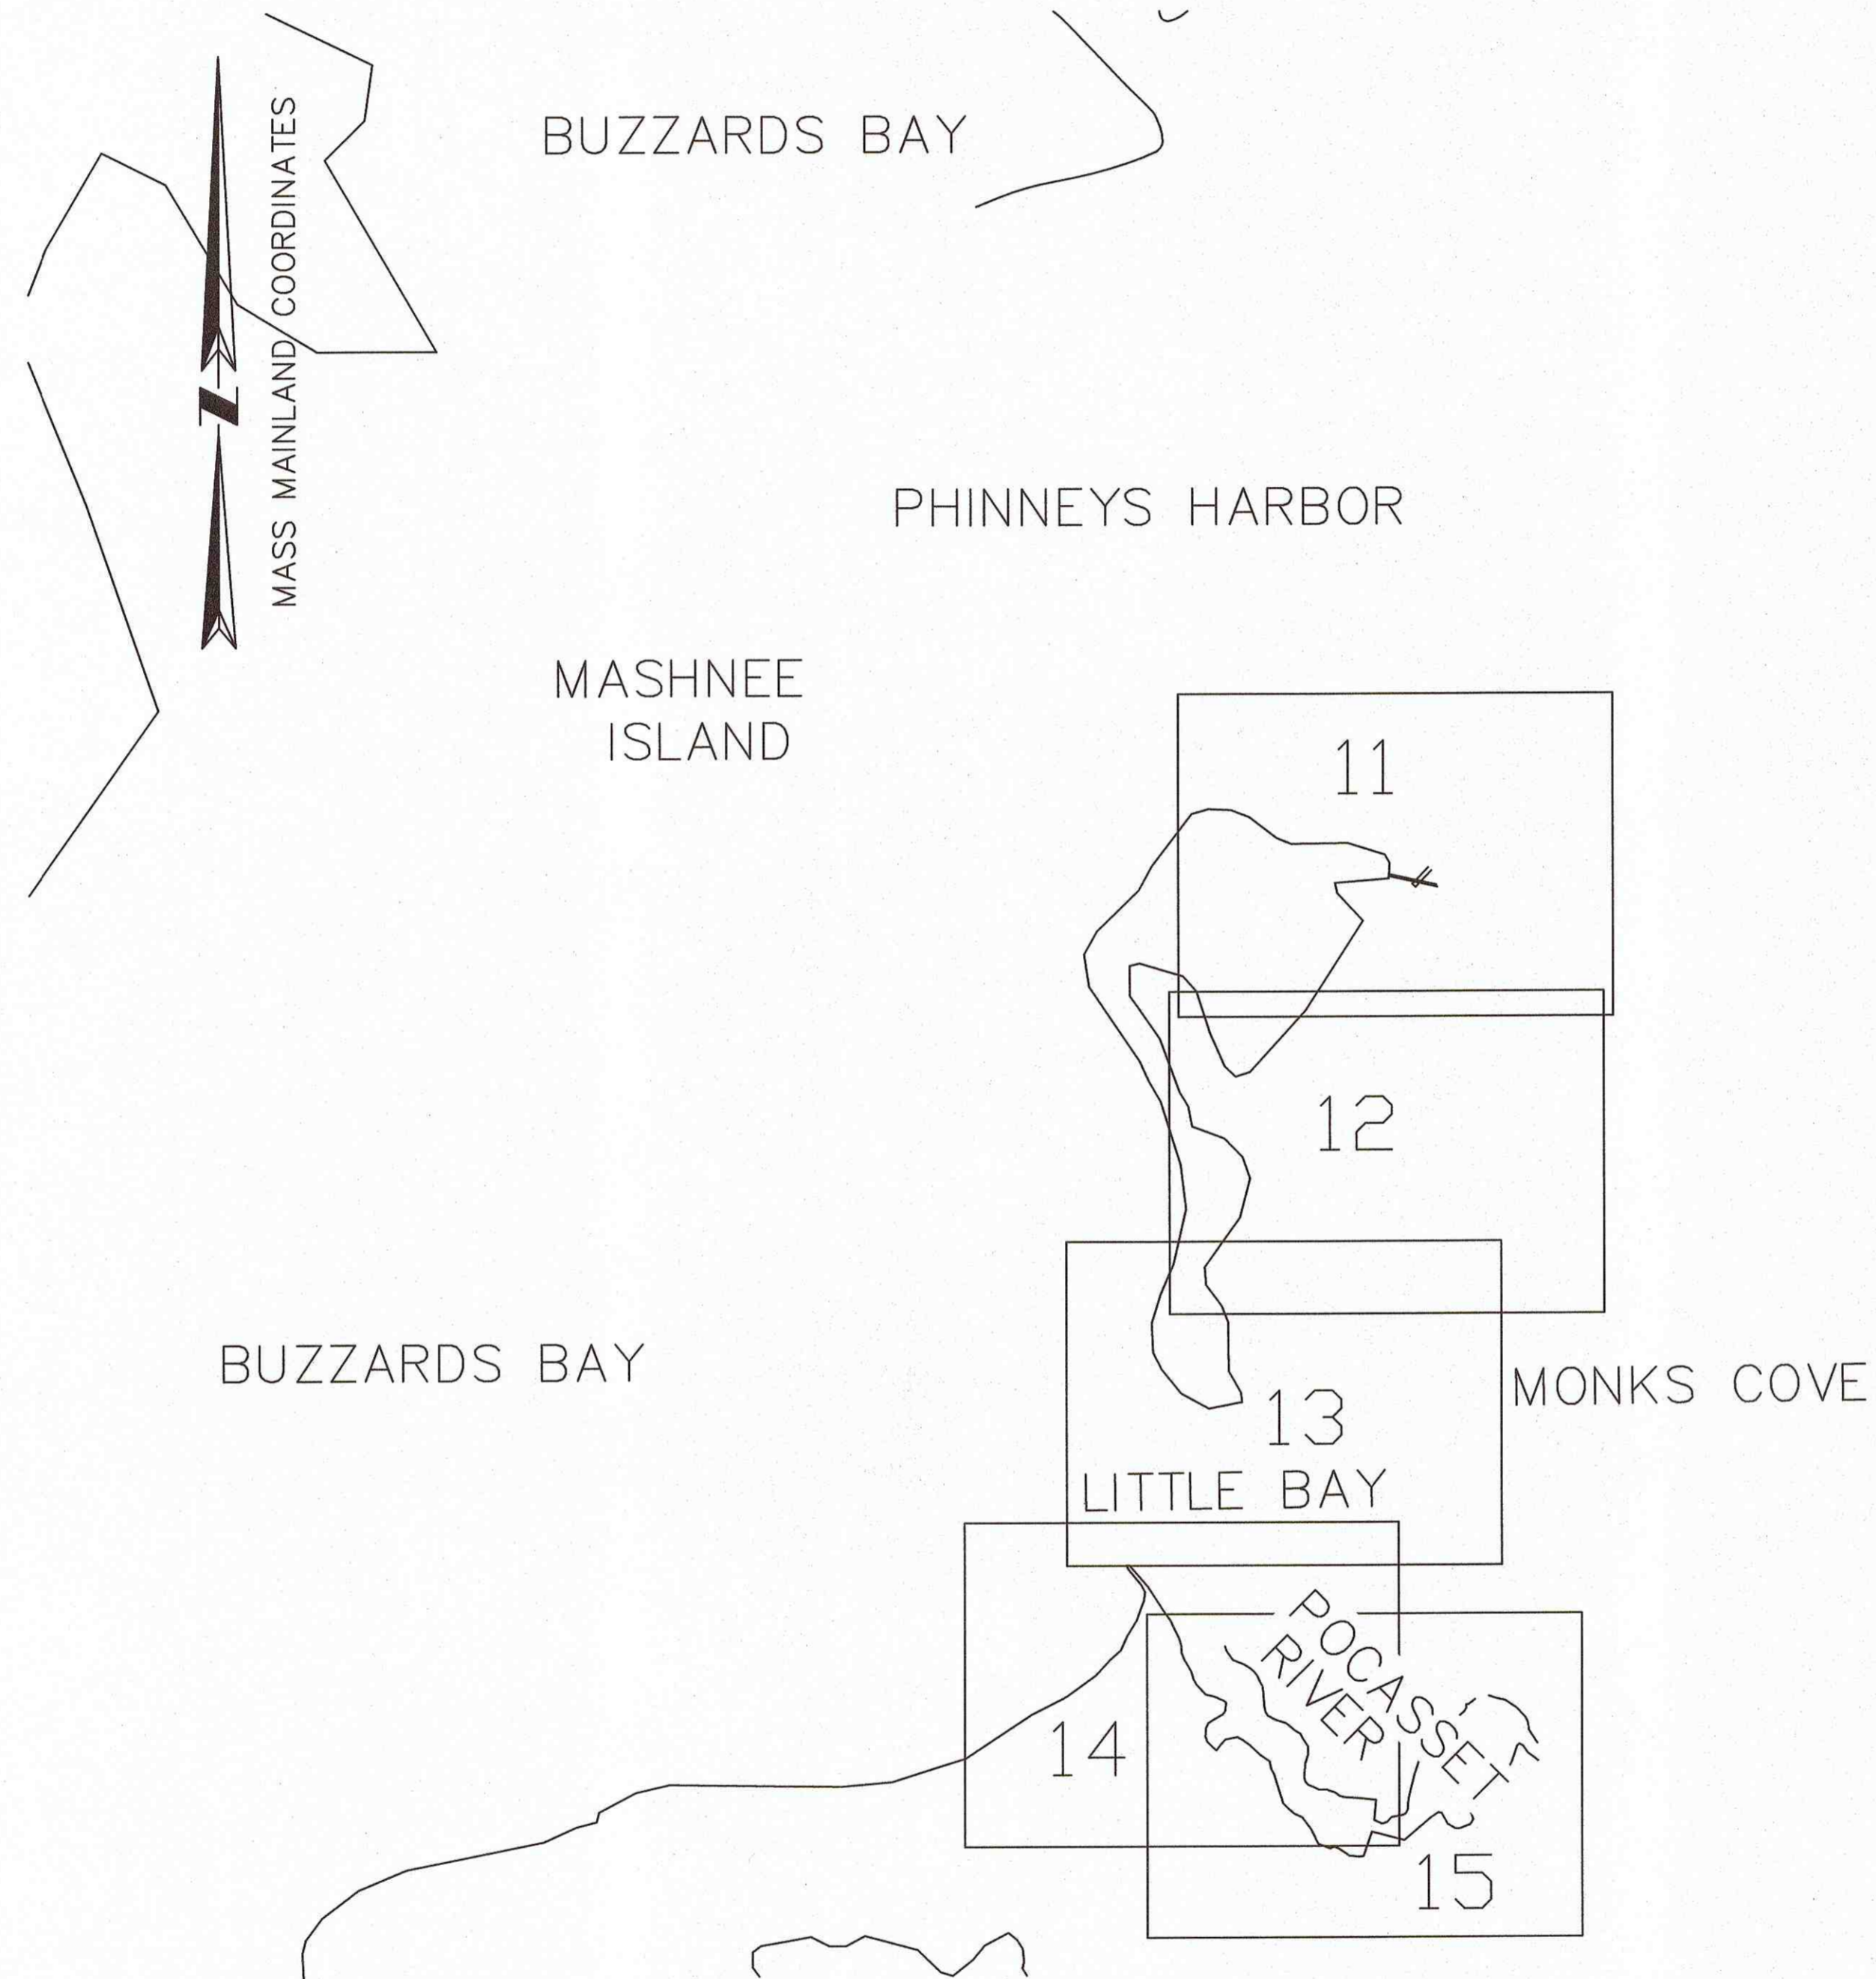 BUZZARDS BAY
MASS MAINLAND COORDINATES
N
PHINNEYS HARBOR
MASHNEE
ISLAND
11
12
BUZZARDS BAY
MONKS COVE
13
LITTLE BAY
POCASSET
RIVER
14
15